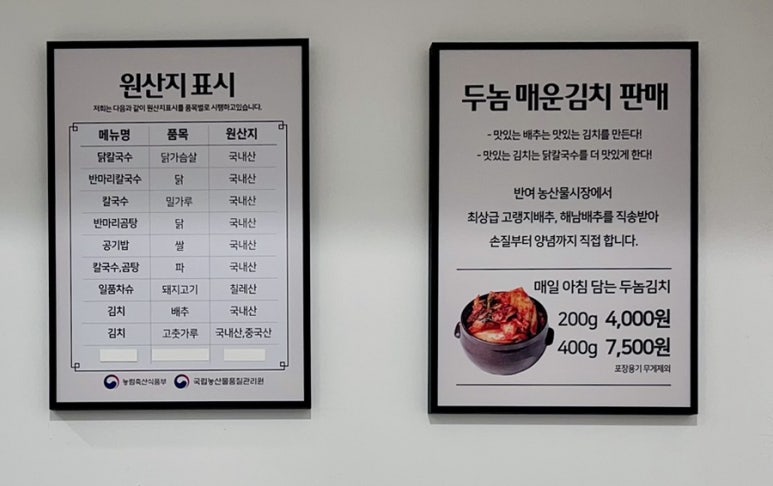 원산지 표시
저희는 다음과 같이 원산지표시를 품목별로 시행하고있습니다.
메뉴명 품목 원산지
닭칼국수 닭가슴살 국내산
반마리칼국수 닭 국내산
칼국수 밀가루 국내산
반마리곰탕 닭 국내산
공기밥 쌀 국내산
칼국수,곰탕 파 국내산
일품차슈 돼지고기 칠레산
김치 배추 국내산
김치 고춧가루 국내산,중국산
농림축산식품부 국립농산물품질관리원
두놈 매운김치 판매
- 맛있는 배추는 맛있는 김치를 만든다!
- 맛있는 김치는 닭칼국수를 더 맛있게 한다!
반여 농산물시장에서
최상급 고랭지배추, 해남배추를 직송받아
손질부터 양념까지 직접 합니다.
매일 아침 담는 두놈김치
200g 4,000원
400g 7,500원
포장용기 무게제외